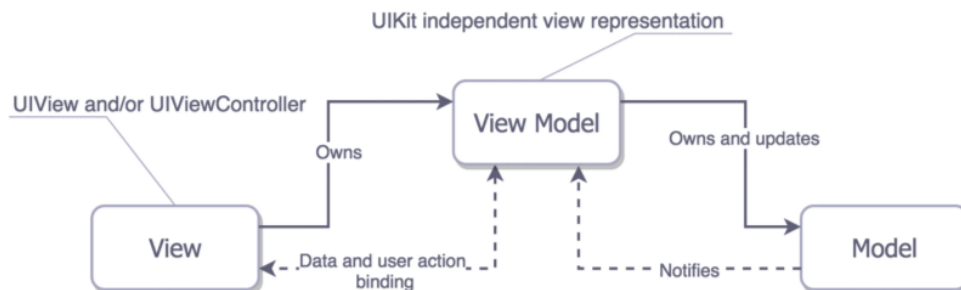 UIKit independent view representation
UIView and/or UIViewController
View Model
Owns
Owns and updates
View
Data and user action
binding
Notifies
Model